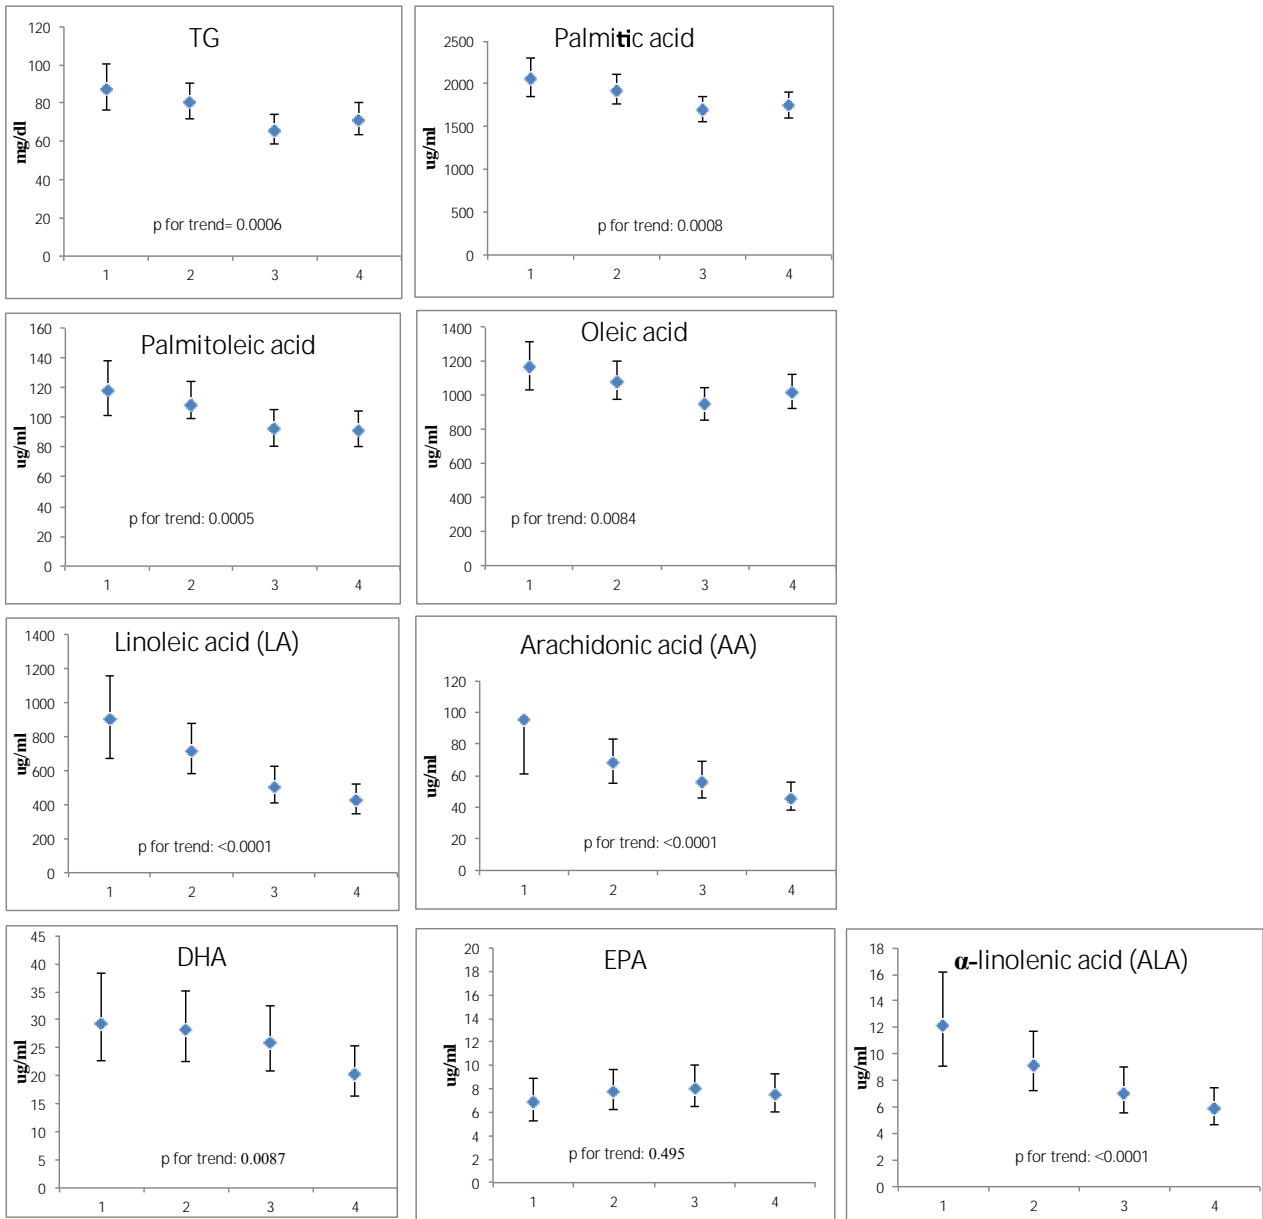 TG
120
100
80
60
40
20
0
mg/dl
p for trend= 0.0006
1 2 3 4
Palmitic acid
2500
2000
1500
1000
500
0
ug/ml
p for trend: 0.0008
1 2 3 4
Palmitoleic acid
160
140
120
100
80
60
40
20
0
ug/ml
p for trend: 0.0005
1 2 3 4
Oleic acid
1400
1200
1000
800
600
400
200
0
ug/ml
p for trend: 0.0084
1 2 3 4
Linoleic acid (LA)
1400
1200
1000
800
600
400
200
0
ug/ml
p for trend: <0.0001
1 2 3 4
Arachidonic acid (AA)
120
100
80
60
40
20
0
ug/ml
p for trend: <0.0001
1 2 3 4
DHA
45
40
35
30
25
20
15
10
5
0
ug/ml
p for trend: 0.0087
1 2 3 4
EPA
20
18
16
14
12
10
8
6
4
2
0
ug/ml
p for trend: 0.495
1 2 3 4
α-linolenic acid (ALA)
18
16
14
12
10
8
6
4
2
0
ug/ml
p for trend: <0.0001
1 2 3 4